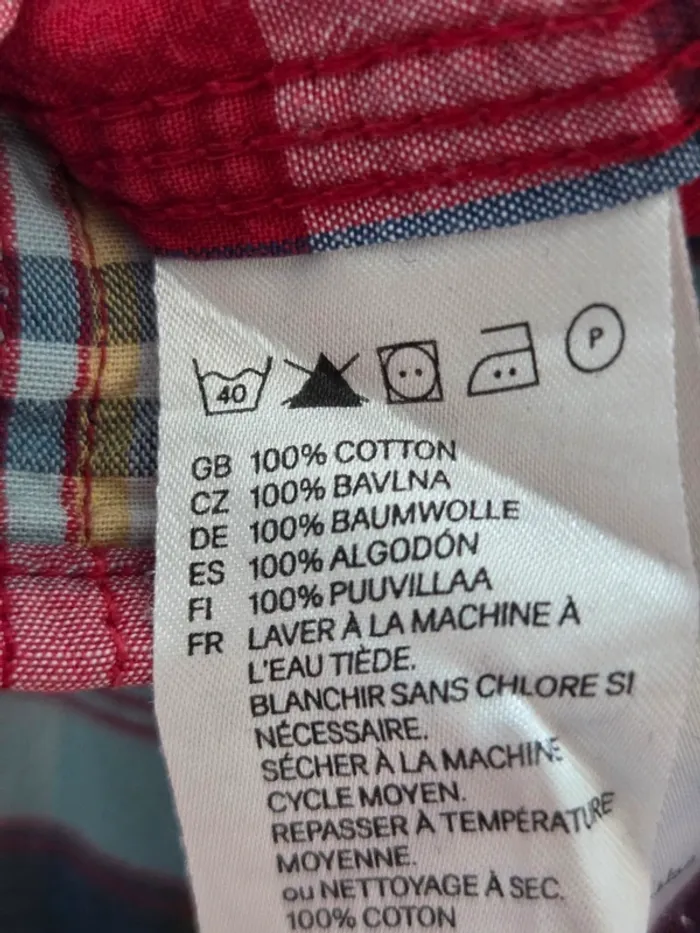 40
P
GB 100% COTTON
CZ 100% BAVLNA
DE 100% BAUMWOLLE
ES 100% ALGODÓN
FI 100% PUUVILLAA
FR LAVER À LA MACHINE À
L'EAU TIÈDE.
BLANCHIR SANS CHLORE SI
NÉCESSAIRE.
SÉCHER À LA MACHINE
CYCLE MOYEN.
REPASSER À TEMPÉRATURE
MOYENNE.
ou NETTOYAGE À SEC.
100% COTON